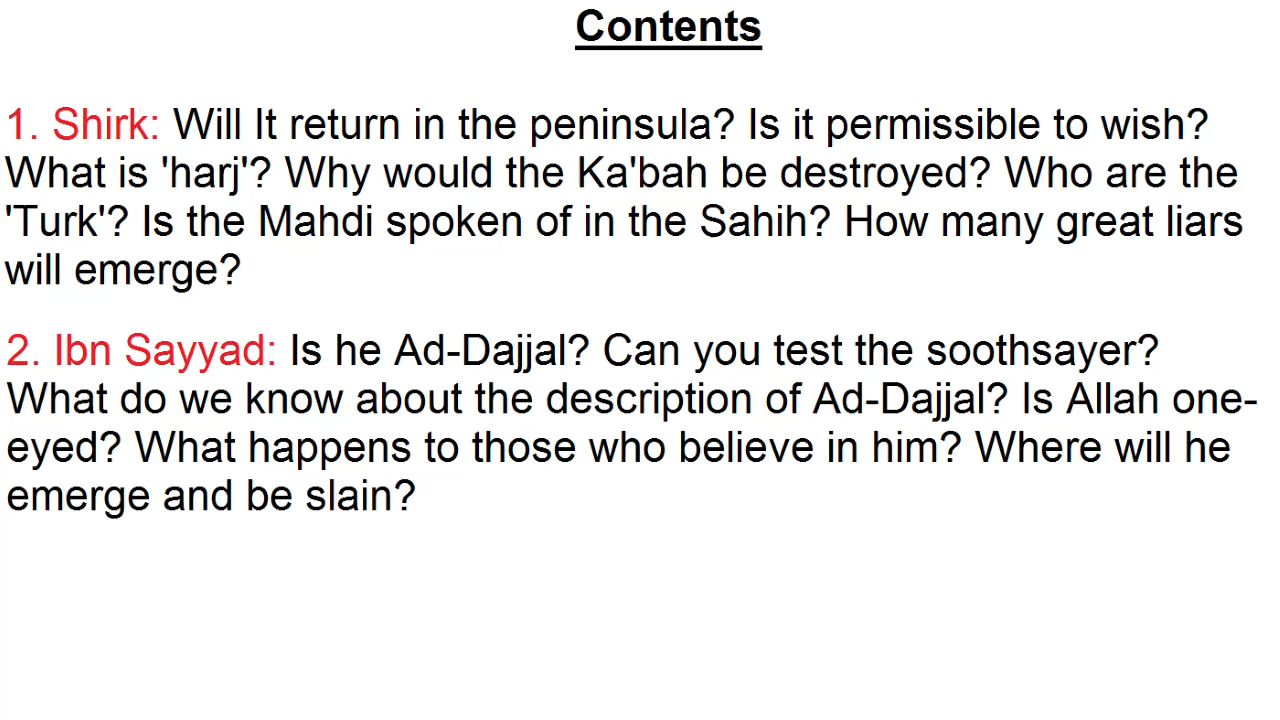 Contents
1. Shirk: Will It return in the peninsula? Is it permissible to wish?
What is 'harj'? Why would the Ka'bah be destroyed? Who are the
'Turk'? Is the Mahdi spoken of in the Sahih? How many great liars
will emerge?
2. Ibn Sayyad: Is he Ad-Dajjal? Can you test the soothsayer?
What do we know about the description of Ad-Dajjal? Is Allah one-
eyed? What happens to those who believe in him? Where will he
emerge and be slain?